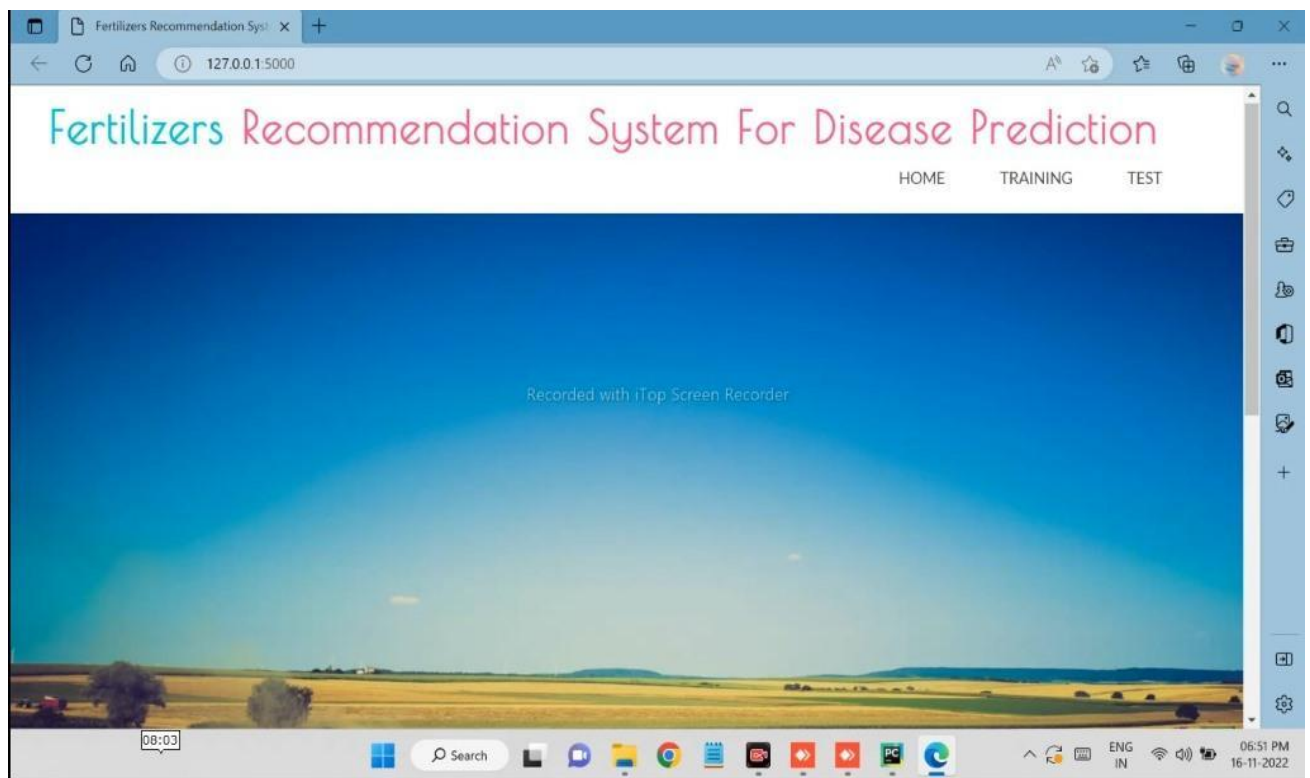 Fertilizers Recommendation Syst
127.0.0.1:5000
Fertilizers Recommendation System For Disease Prediction
HOME TRAINING TEST
Recorded with iTop Screen Recorder
08:03
Search
PC
ENG
IN
06:51 PM
16-11-2022